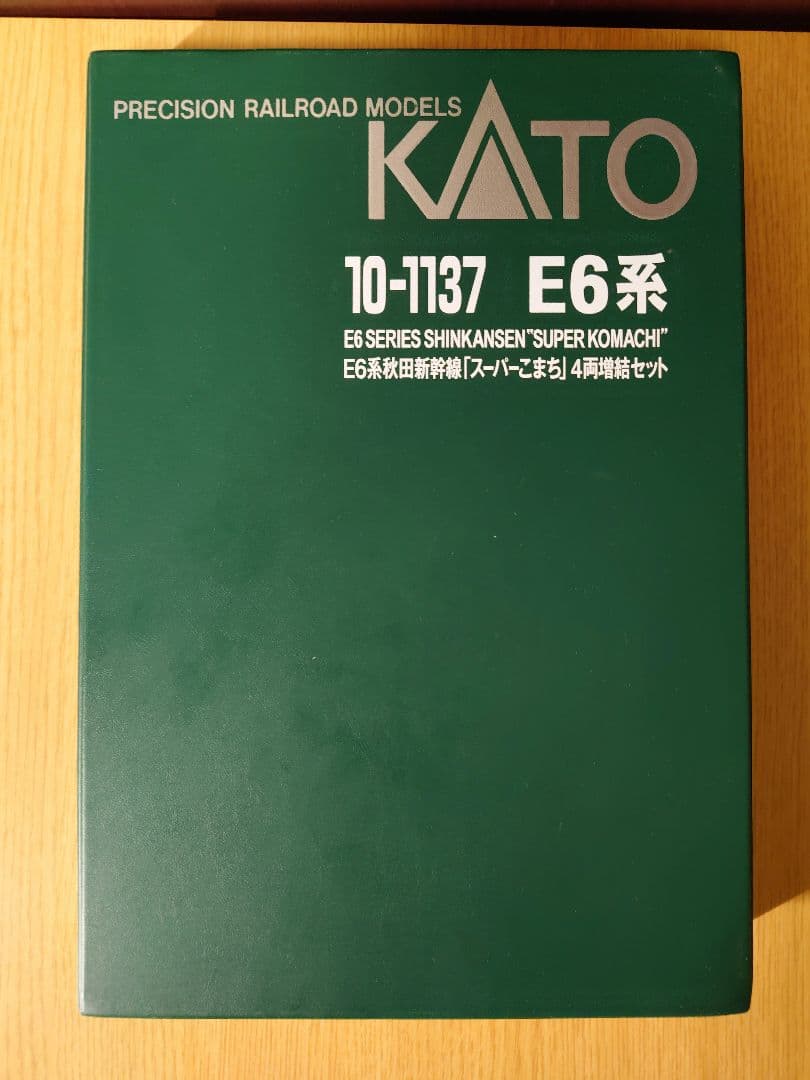 PRECISION RAILROAD MODELS
KATO
10-1137 E6系
E6 SERIES SHINKANSEN "SUPER KOMACHI"
E6系秋田新幹線「スーパーこまち」4両増結セット